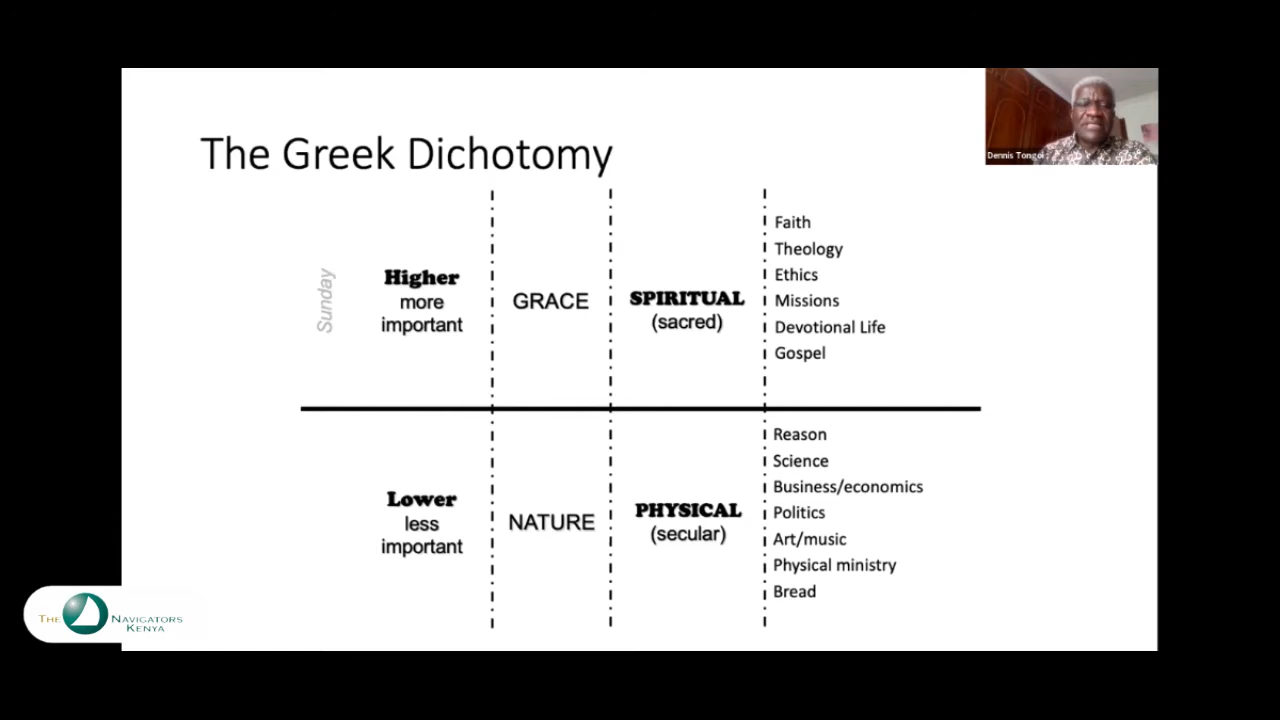 The Greek Dichotomy
Dennis Tongoi
Sunday
Higher
more
important
GRACE
SPIRITUAL
(sacred)
Faith
Theology
Ethics
Missions
Devotional Life
Gospel
Lower
less
important
NATURE
PHYSICAL
(secular)
Reason
Science
Business/economics
Politics
Art/music
Physical ministry
Bread
THE NAVIGATORS
KENYA